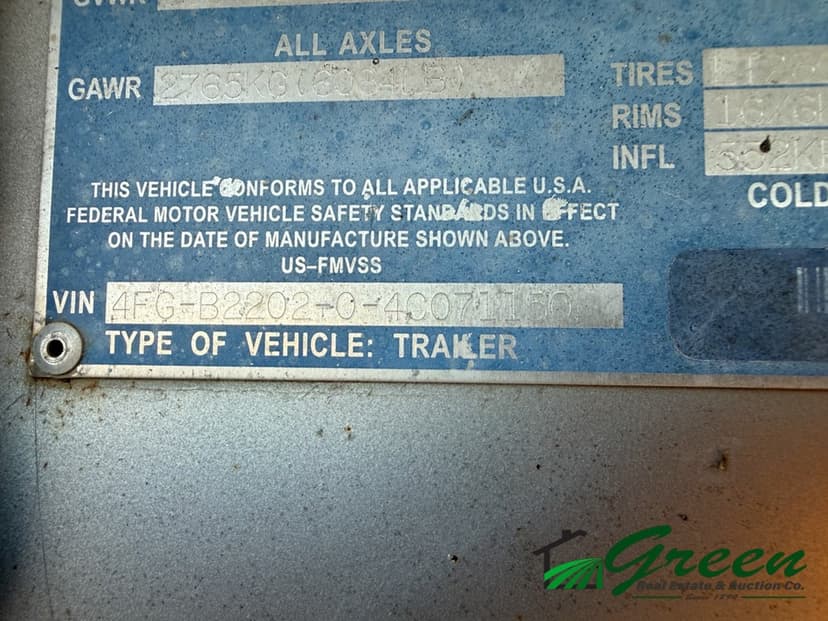 GVWR
ALL AXLES
GAWR 2765KG
TIRES
RIMS
INFL
COLD
THIS VEHICLE CONFORMS TO ALL APPLICABLE U.S.A.
FEDERAL MOTOR VEHICLE SAFETY STANDARDS IN EFFECT
ON THE DATE OF MANUFACTURE SHOWN ABOVE.
US–FMVSS
VIN 4FG-B2202-0-4C071150
TYPE OF VEHICLE: TRAILER
Green
Real Estate & Auction Co.